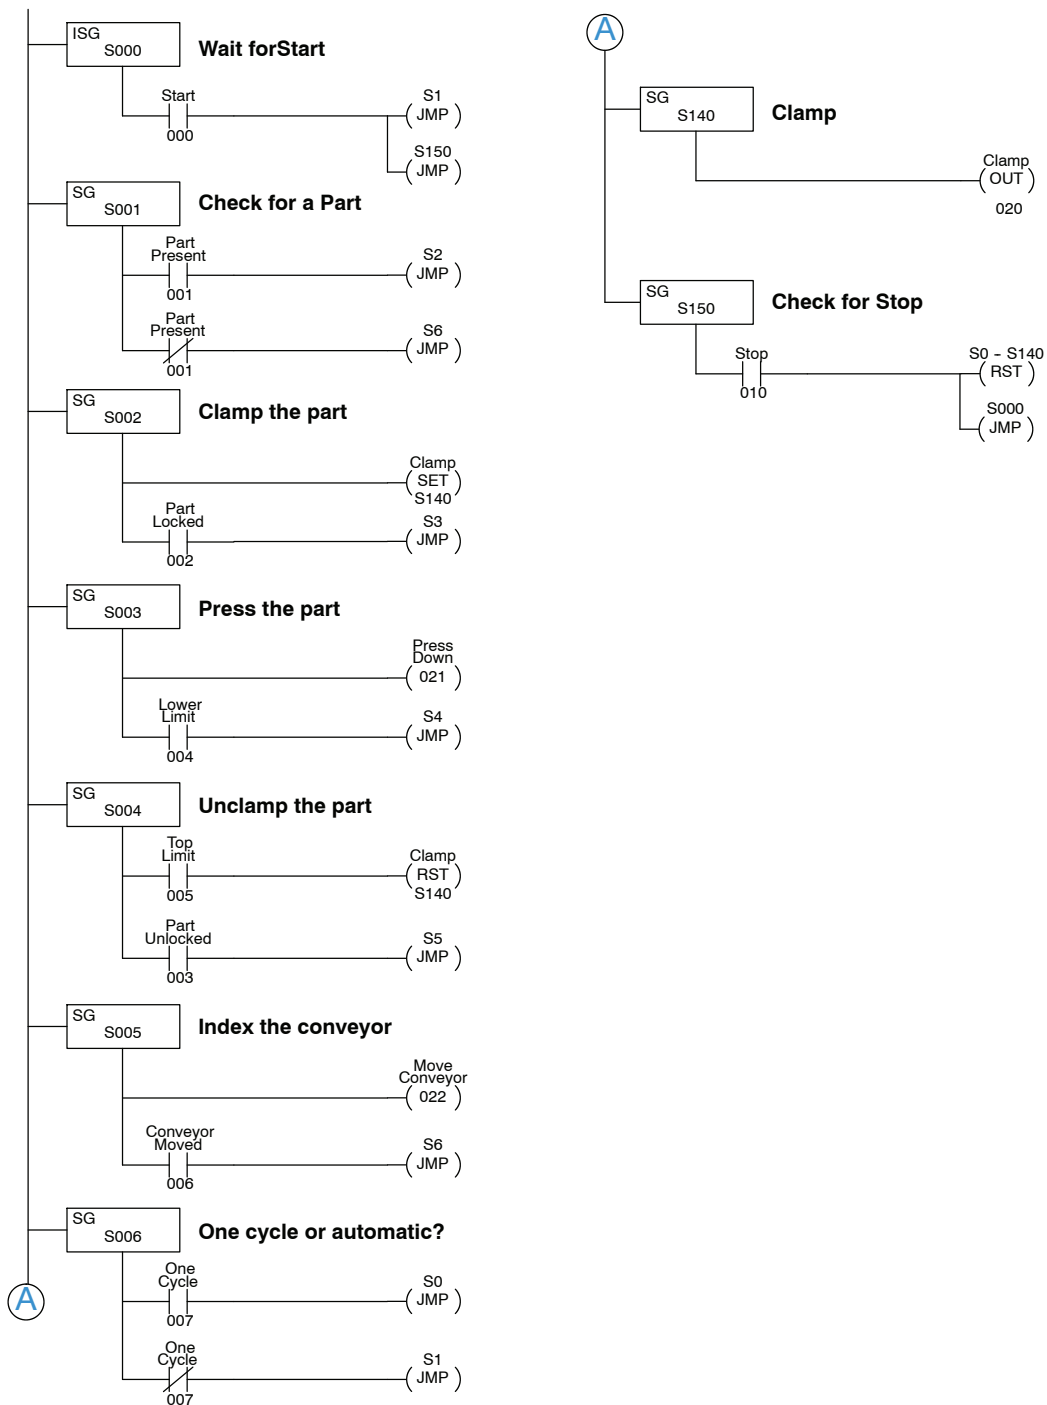 ISG
S000
Wait forStart
Start
000
S1
JMP
S150
JMP
SG
S001
Check for a Part
Part
Present
001
S2
JMP
Part
Present
001
S6
JMP
SG
S002
Clamp the part
Clamp
SET
S140
Part
Locked
002
S3
JMP
SG
S003
Press the part
Press
Down
021
Lower
Limit
004
S4
JMP
SG
S004
Unclamp the part
Top
Limit
005
Clamp
RST
S140
Part
Unlocked
003
S5
JMP
SG
S005
Index the conveyor
Move
Conveyor
022
Conveyor
Moved
006
S6
JMP
SG
S006
One cycle or automatic?
One
Cycle
007
S0
JMP
One
Cycle
007
S1
JMP
A
A
SG
S140
Clamp
Clamp
OUT
020
SG
S150
Check for Stop
Stop
010
S0 - S140
RST
S000
JMP